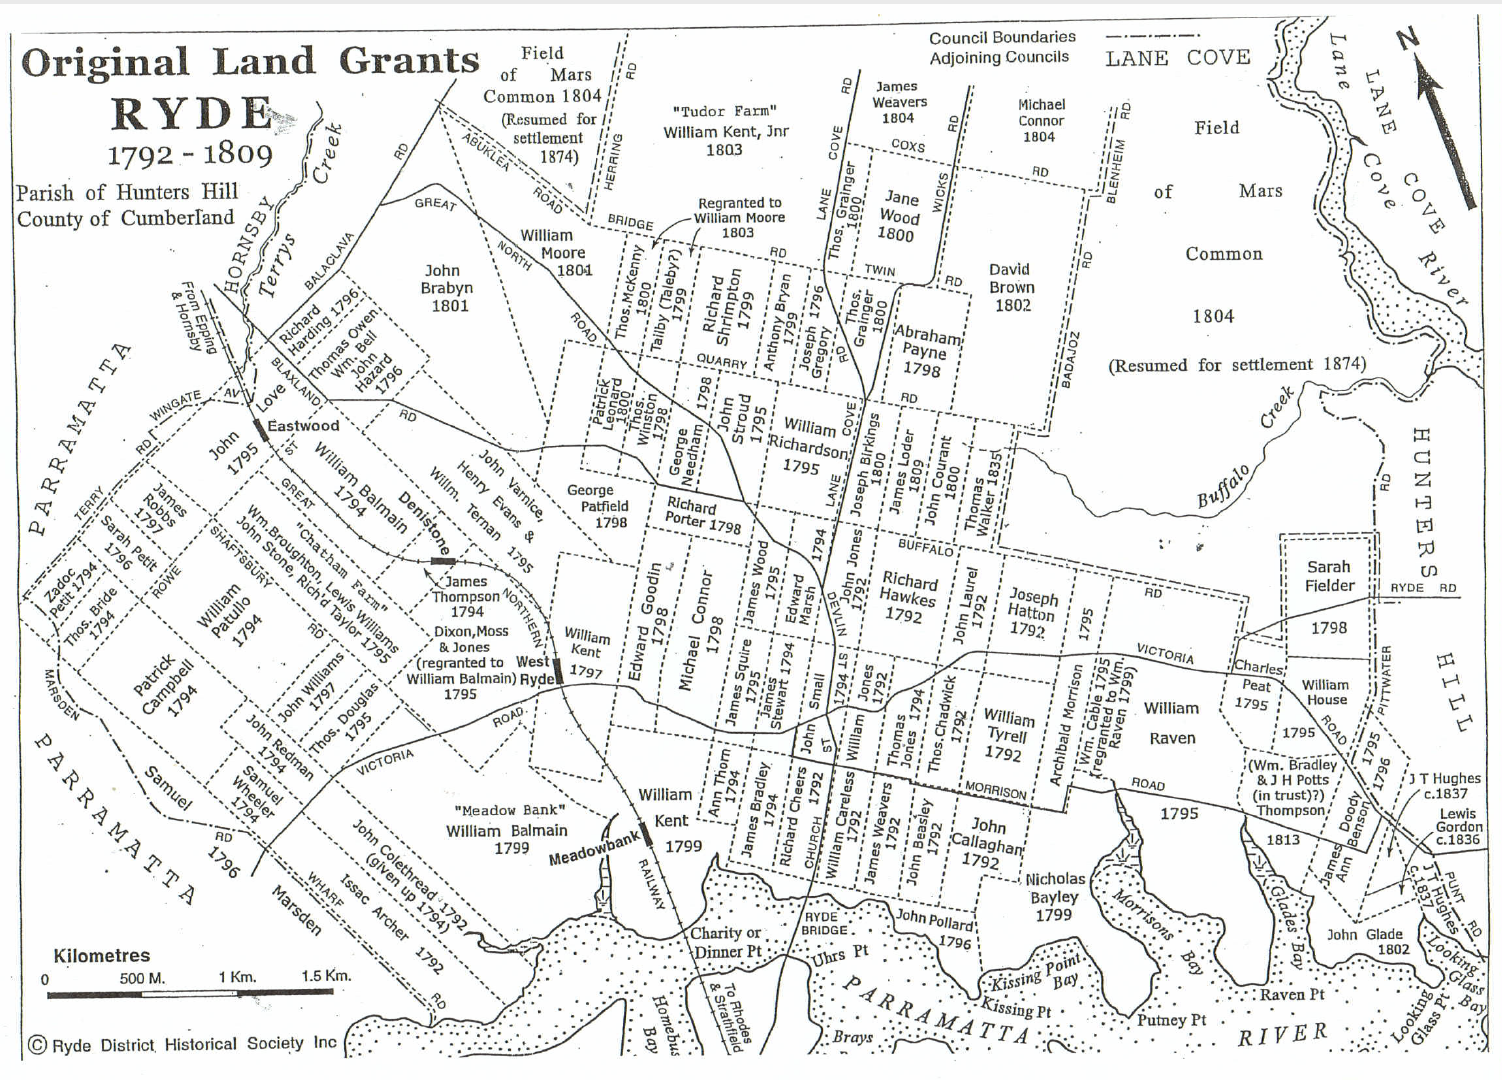 Original Land Grants
RYDE
1792 - 1809
Parish of Hunters Hill
County of Cumberland
Council Boundaries
Adjoining Councils
LANE COVE
N
Field
of Mars
Common 1804
(Resumed for
settlement
1874)
"Tudor Farm"
William Kent, Jnr
1803
James
Weavers
1804
Michael
Connor
1804
Field
of Mars
Common
1804
(Resumed for settlement 1874)
Lane
Cove
LANE COVE River
HORNSBY
Terrys Creek
BALACLAVA RD
ABUKLEA ROAD
HERRING RD
LANE COVE RD
WICKS RD
COXS RD
BLENHEIM RD
BADAJOZ RD
BRIDGE RD
TWIN RD
GREAT NORTH ROAD
Regranted to
William Moore
1803
William
Moore
1801
John
Brabyn
1801
Thos. McKenny
1800
Tailby (Taleby?)
1799
Richard
Shrimpton
1799
Anthony Bryan
1799
Joseph
Gregory
1796
Thos. Grainger
1800
Jane
Wood
1800
Thos.
Grainger
1800
Abraham
Payne
1798
David
Brown
1802
From Epping
& Hornsby
Richard
Harding 1796
Thomas Owen
Wm. Bell
John
Hazard
1796
BLAXLAND RD
WINGATE AV
PARRAMATTA
TERRY RD
John Love
1795
Eastwood
QUARRY RD
Patrick
Leonard
1800
Thos.
Winston
1798
George
Needham 1798
John
Stroud
1795
William
Richardson
1795
LANE COVE RD
Joseph Birkings
1800
James Loder
1809
John Courant
1800
Thomas
Walker 1835
Buffalo Creek
HUNTERS HILL
James
Robbs
1797
Sarah Petit
1796
Zadoc
Petit 1794
Thos. Bride
1794
ROWE ST
GREAT NORTHERN RAILWAY
SHAFTSBURY RD
William Balmain
1794
Denistone
John Varnice,
Henry Evans &
Willm. Ternan 1795
"Chatham Farm"
Wm. Broughton, Lewis Williams
John Stone, Rich'd Taylor 1795
James
Thompson
1794
George
Patfield
1798
Richard
Porter 1798
William
Patullo
1794
Patrick
Campbell
1794
John Williams
1797
Thos. Douglas
1795
Dixon, Moss
& Jones
(regranted to
William Balmain)
1795
West
Ryde
William
Kent
1797
Edward Goodin
1798
Michael Connor
1798
James Wood
1795
Edward
Marsh
1794
John Jones
1792
DEVLIN ST
BUFFALO RD
Richard
Hawkes
1792
John Laurel
1792
Joseph
Hatton
1792
1795
Sarah
Fielder
1798
RYDE RD
PITTWATER RD
James Squire
1795
James
Stewart 1794
John Small
1794
William Jones
1792
Thomas
Jones 1794
Thos. Chadwick
1792
William
Tyrell
1792
Archibald Morrison
Wm. Cable 1795
(regranted to Wm.
Raven 1799)
William
Raven
1795
VICTORIA ROAD
Charles
Peat
1795
William
House
1795
(Wm. Bradley
& J H Potts
(in trust)?)
Thompson
1813
James Doody
1795
Ann Benson
1796
J T Hughes
c.1837
Lewis
Gordon
c.1836
J T Hughes
c.1837
PUNT RD
MARSDEN RD
PARRAMATTA
Samuel
Marsden
1796
John Redman
1794
Samuel
Wheeler
1794
VICTORIA ROAD
John Colethread 1792
(given up 1794)
Issac Archer 1792
WHARF RD
"Meadow Bank"
William Balmain
1799
Meadowbank
William
Kent
1799
Ann Thorn
1794
James Bradley
1794
Richard Cheers
1792
CHURCH ST
William Careless
1792
James Weavers
1792
John Beasley
1792
John
Callaghan
1792
MORRISON ROAD
Nicholas
Bayley
1799
John Pollard
1796
RYDE
BRIDGE
John Glade
1802
Charity or
Dinner Pt
Uhrs Pt
Kissing Point
Bay
Kissing Pt
Morrisons Bay
Putney Pt
Glades Bay
Raven Pt
Looking
Glass
Bay
Looking
Glass Pt
PARRAMATTA RIVER
Brays
Homebush
Bay
To Rhodes
& Strathfield
Kilometres
0 500 M. 1 Km. 1.5 Km.
© Ryde District Historical Society Inc